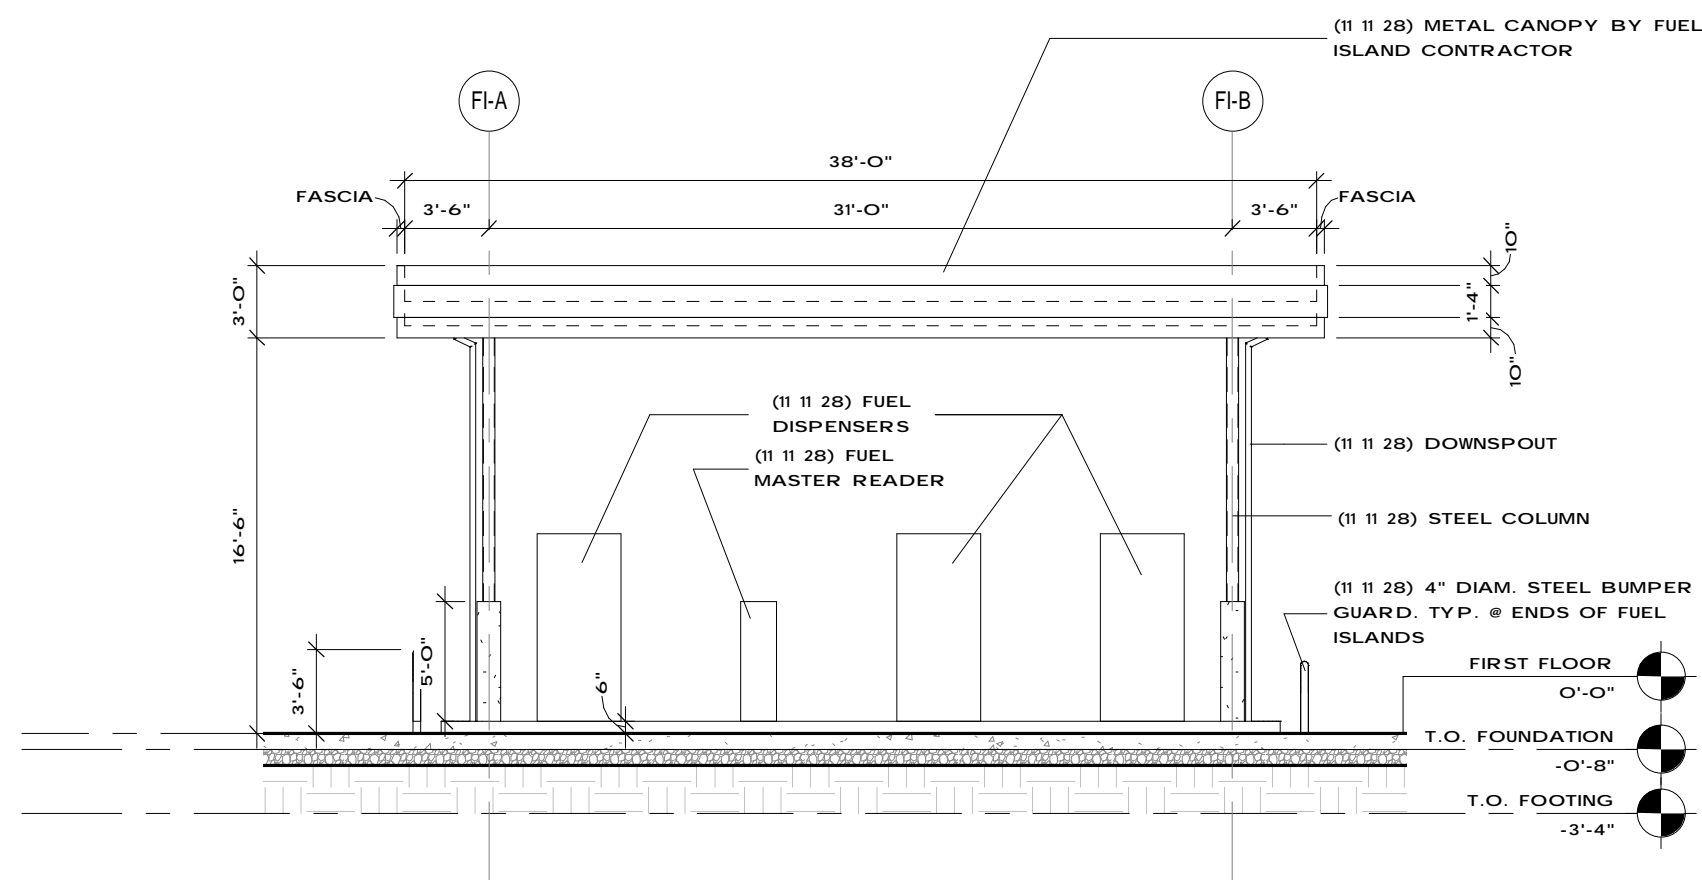 (11 11 28) METAL CANOPY BY FUEL
ISLAND CONTRACTOR
FI-A
FI-B
38'-0"
FASCIA
3'-6"
31'-0"
3'-6"
FASCIA
10"
3'-0"
1'-4"
10"
(11 11 28) FUEL
DISPENSERS
(11 11 28) FUEL
MASTER READER
(11 11 28) DOWNSPOUT
16'-6"
(11 11 28) STEEL COLUMN
(11 11 28) 4" DIAM. STEEL BUMPER
GUARD. TYP. @ ENDS OF FUEL
ISLANDS
3'-6"
5'-0"
6"
FIRST FLOOR
0'-0"
T.O. FOUNDATION
-0'-8"
T.O. FOOTING
-3'-4"